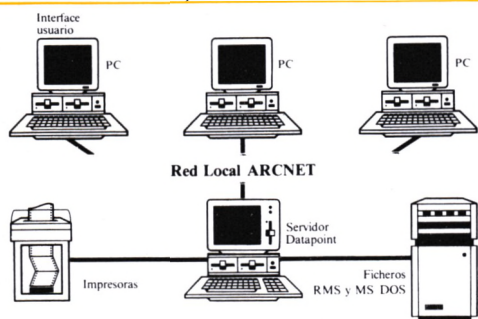 Interface
usuario
PC
PC
PC
Red Local ARCNET
Servidor
Datapoint
Impresoras
Ficheros
RMS y MS DOS